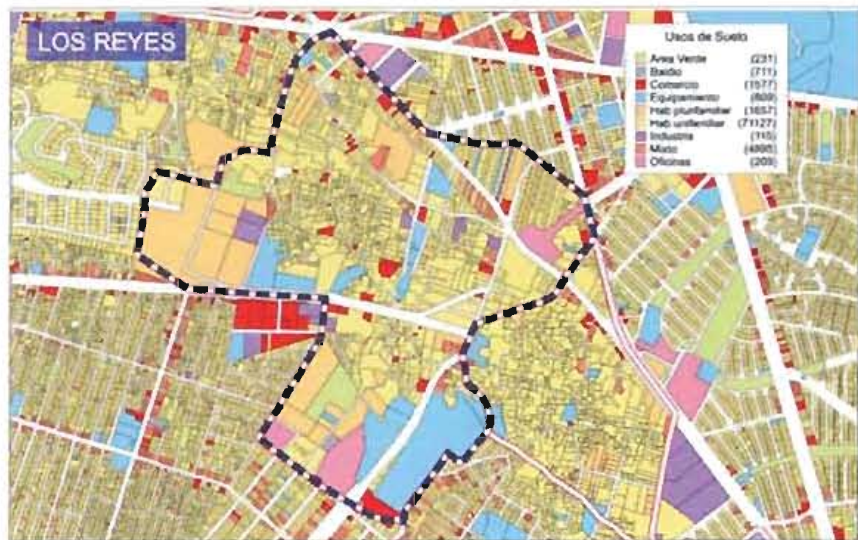 LOS REYES
Usos de Suelo
Area Verde (231)
Baldio (711)
Comercio (1577)
Equipamiento (609)
Hab plurifamiliar (1657)
Hab unifamiliar (71127)
Industria (115)
Mixto (4895)
Oficinas (209)